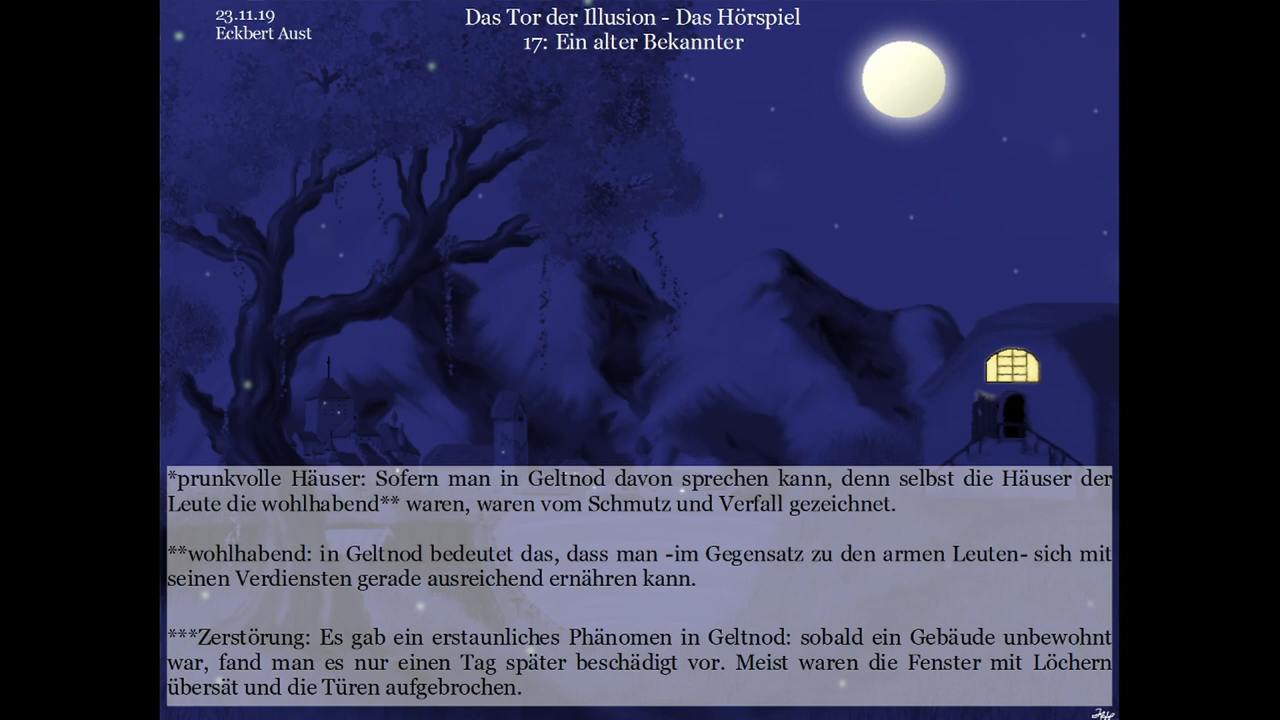 23.11.19
Eckbert Aust
Das Tor der Illusion - Das Hörspiel
17: Ein alter Bekannter
*prunkvolle Häuser: Sofern man in Geltnod davon sprechen kann, denn selbst die Häuser der
Leute die wohlhabend** waren, waren vom Schmutz und Verfall gezeichnet.
**wohlhabend: in Geltnod bedeutet das, dass man -im Gegensatz zu den armen Leuten- sich mit
seinen Verdiensten gerade ausreichend ernähren kann.
***Zerstörung: Es gab ein erstaunliches Phänomen in Geltnod: sobald ein Gebäude unbewohnt
war, fand man es nur einen Tag später beschädigt vor. Meist waren die Fenster mit Löchern
übersät und die Türen aufgebrochen.